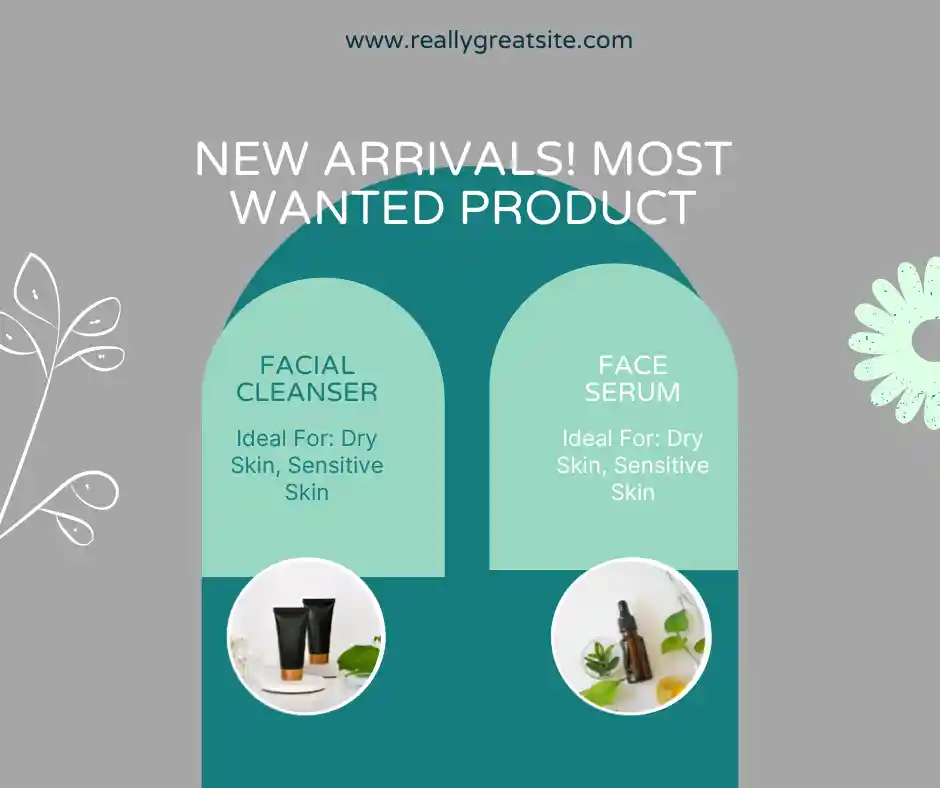 www.reallygreatsite.com
NEW ARRIVALS! MOST
WANTED PRODUCT
FACIAL
CLEANSER
Ideal For: Dry
Skin, Sensitive
Skin
FACE
SERUM
Ideal For: Dry
Skin, Sensitive
Skin